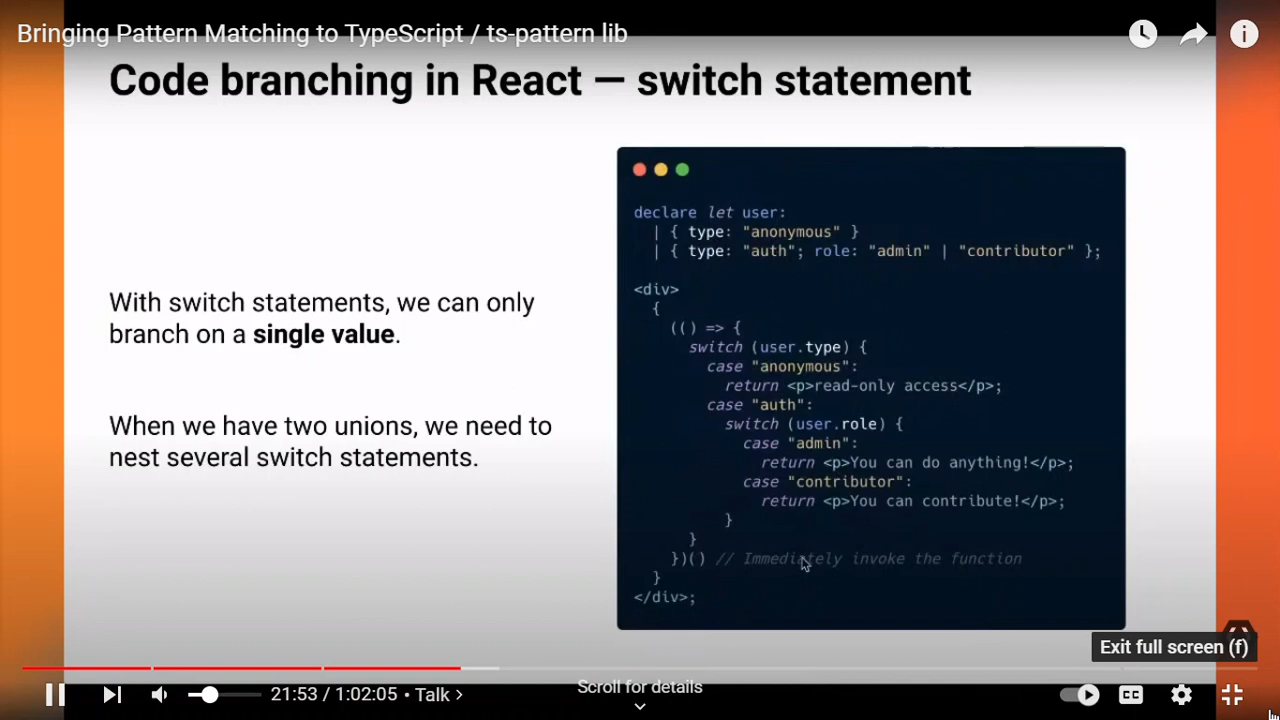 Bringing Pattern Matching to TypeScript / ts-pattern lib
Code branching in React — switch statement
With switch statements, we can only
branch on a single value.
When we have two unions, we need to
nest several switch statements.
declare let user:
  | { type: "anonymous" }
  | { type: "auth"; role: "admin" | "contributor" };
<div>
  {
    (() => {
      switch (user.type) {
        case "anonymous":
          return <p>read-only access</p>;
        case "auth":
          switch (user.role) {
            case "admin":
              return <p>You can do anything!</p>;
            case "contributor":
              return <p>You can contribute!</p>;
          }
      }
    })() // Immediately invoke the function
  }
</div>;
Exit full screen (f)
21:53 / 1:02:05 • Talk >
Scroll for details
CC